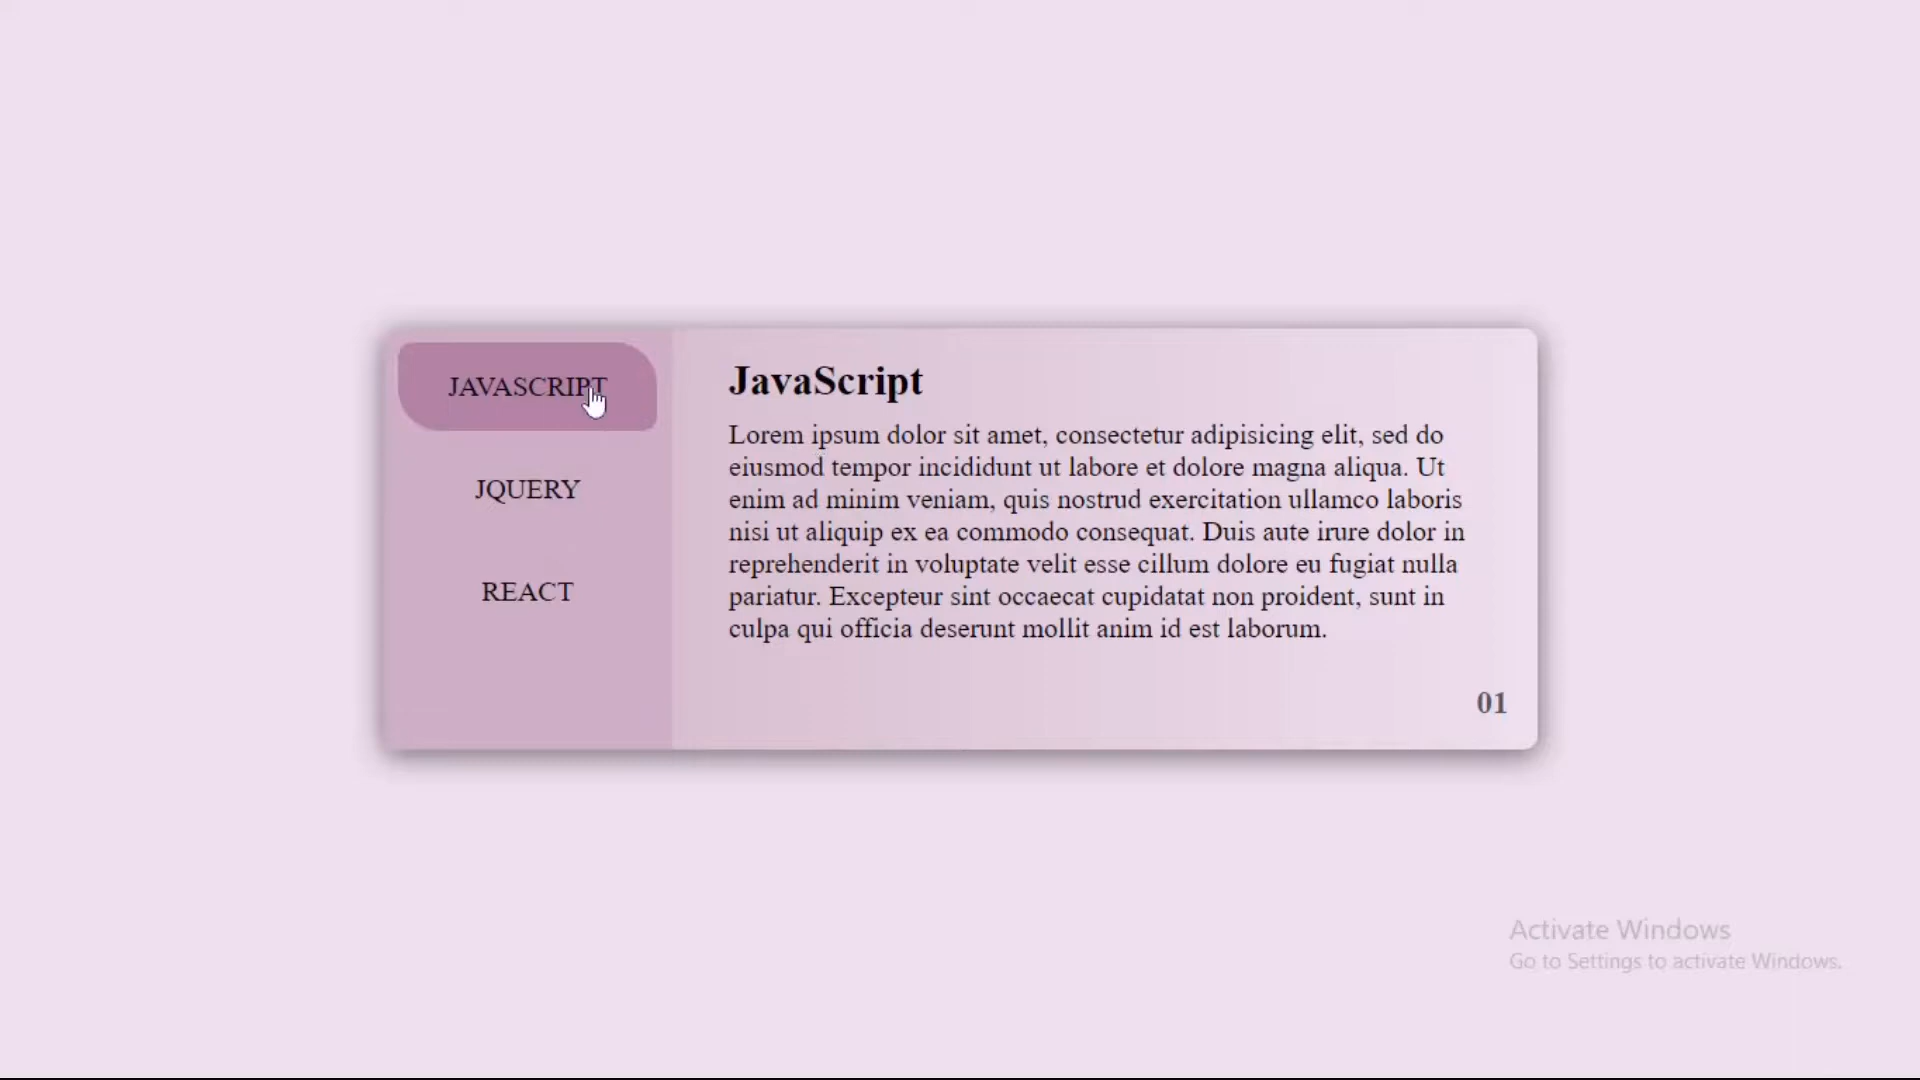 JAVASCRIPT
JQUERY
REACT
JavaScript
Lorem ipsum dolor sit amet, consectetur adipisicing elit, sed do
eiusmod tempor incididunt ut labore et dolore magna aliqua. Ut
enim ad minim veniam, quis nostrud exercitation ullamco laboris
nisi ut aliquip ex ea commodo consequat. Duis aute irure dolor in
reprehenderit in voluptate velit esse cillum dolore eu fugiat nulla
pariatur. Excepteur sint occaecat cupidatat non proident, sunt in
culpa qui officia deserunt mollit anim id est laborum.
01
Activate Windows
Go to Settings to activate Windows.